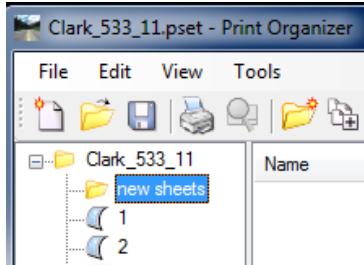 Clark_533_11.pset - Print Organizer
File Edit View Tools
Clark_533_11
Name
new sheets
1
2